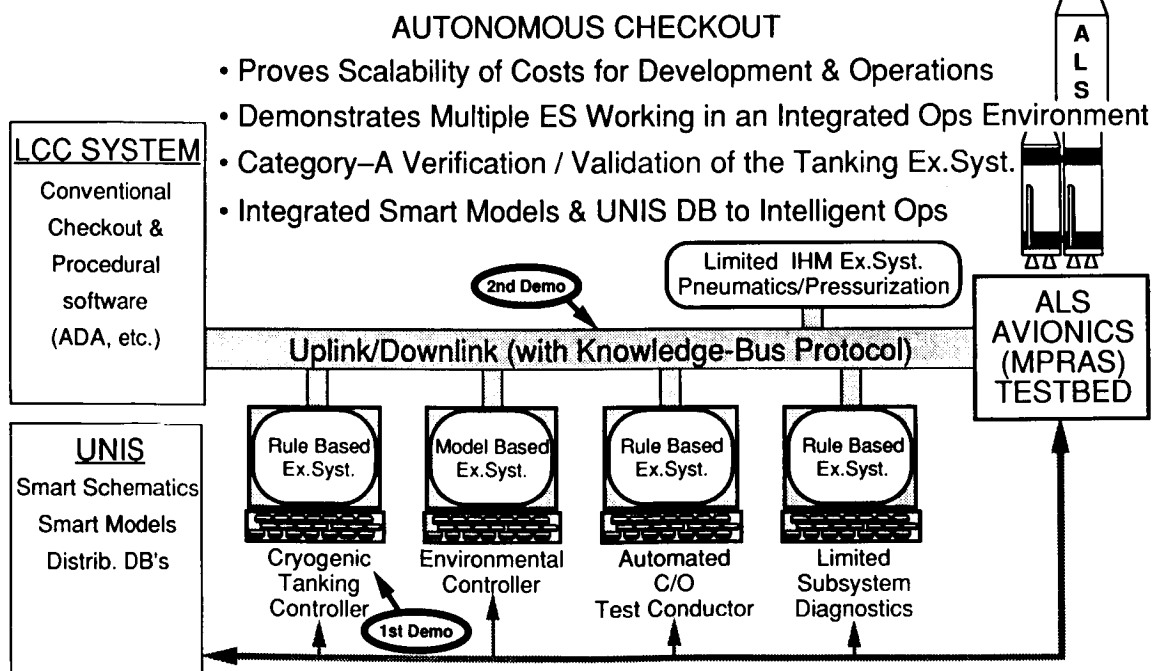 AUTONOMOUS CHECKOUT
• Proves Scalability of Costs for Development & Operations
• Demonstrates Multiple ES Working in an Integrated Ops Environment
• Category–A Verification / Validation of the Tanking Ex.Syst.
• Integrated Smart Models & UNIS DB to Intelligent Ops
A
L
S
LCC SYSTEM
Conventional
Checkout &
Procedural
software
(ADA, etc.)
2nd Demo
Limited IHM Ex.Syst.
Pneumatics/Pressurization
Uplink/Downlink (with Knowledge-Bus Protocol)
ALS
AVIONICS
(MPRAS)
TESTBED
UNIS
Smart Schematics
Smart Models
Distrib. DB's
Rule Based
Ex.Syst.
Cryogenic
Tanking
Controller
1st Demo
Model Based
Ex.Syst.
Environmental
Controller
Rule Based
Ex.Syst.
Automated
C/O
Test Conductor
Rule Based
Ex.Syst.
Limited
Subsystem
Diagnostics